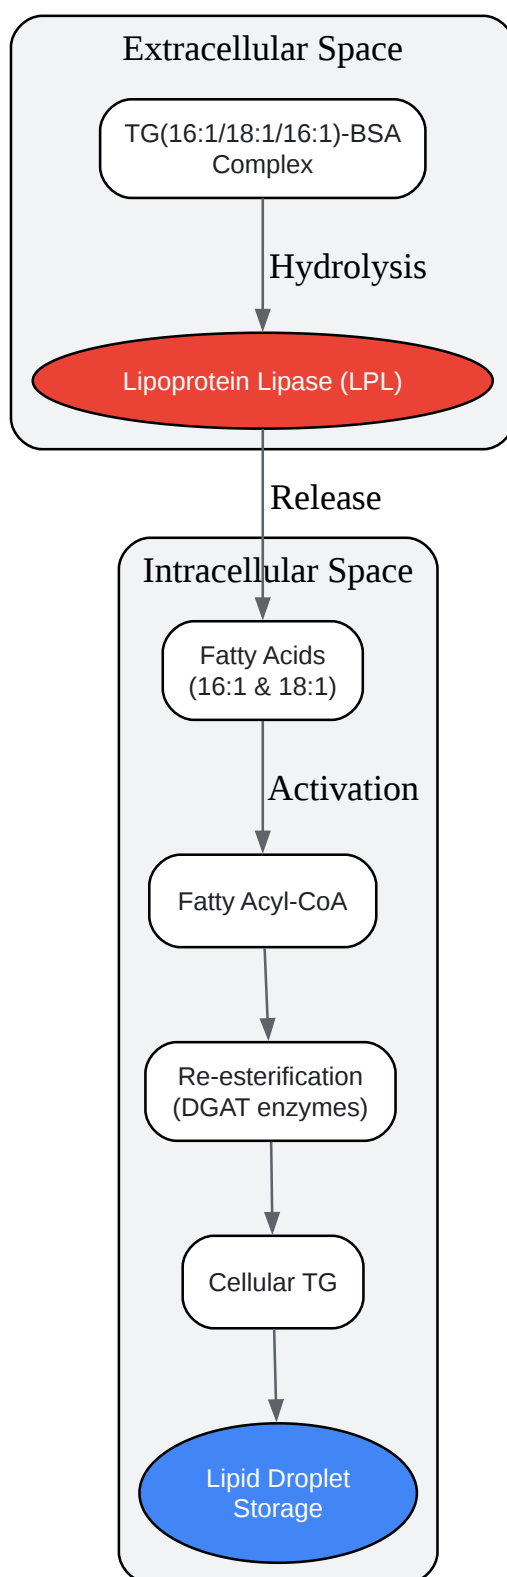 Extracellular Space
TG(16:1/18:1/16:1)-BSA
Complex
Hydrolysis
Lipoprotein Lipase (LPL)
Release
Intracellular Space
Fatty Acids
(16:1 & 18:1)
Activation
Fatty Acyl-CoA
Re-esterification
(DGAT enzymes)
Cellular TG
Lipid Droplet
Storage